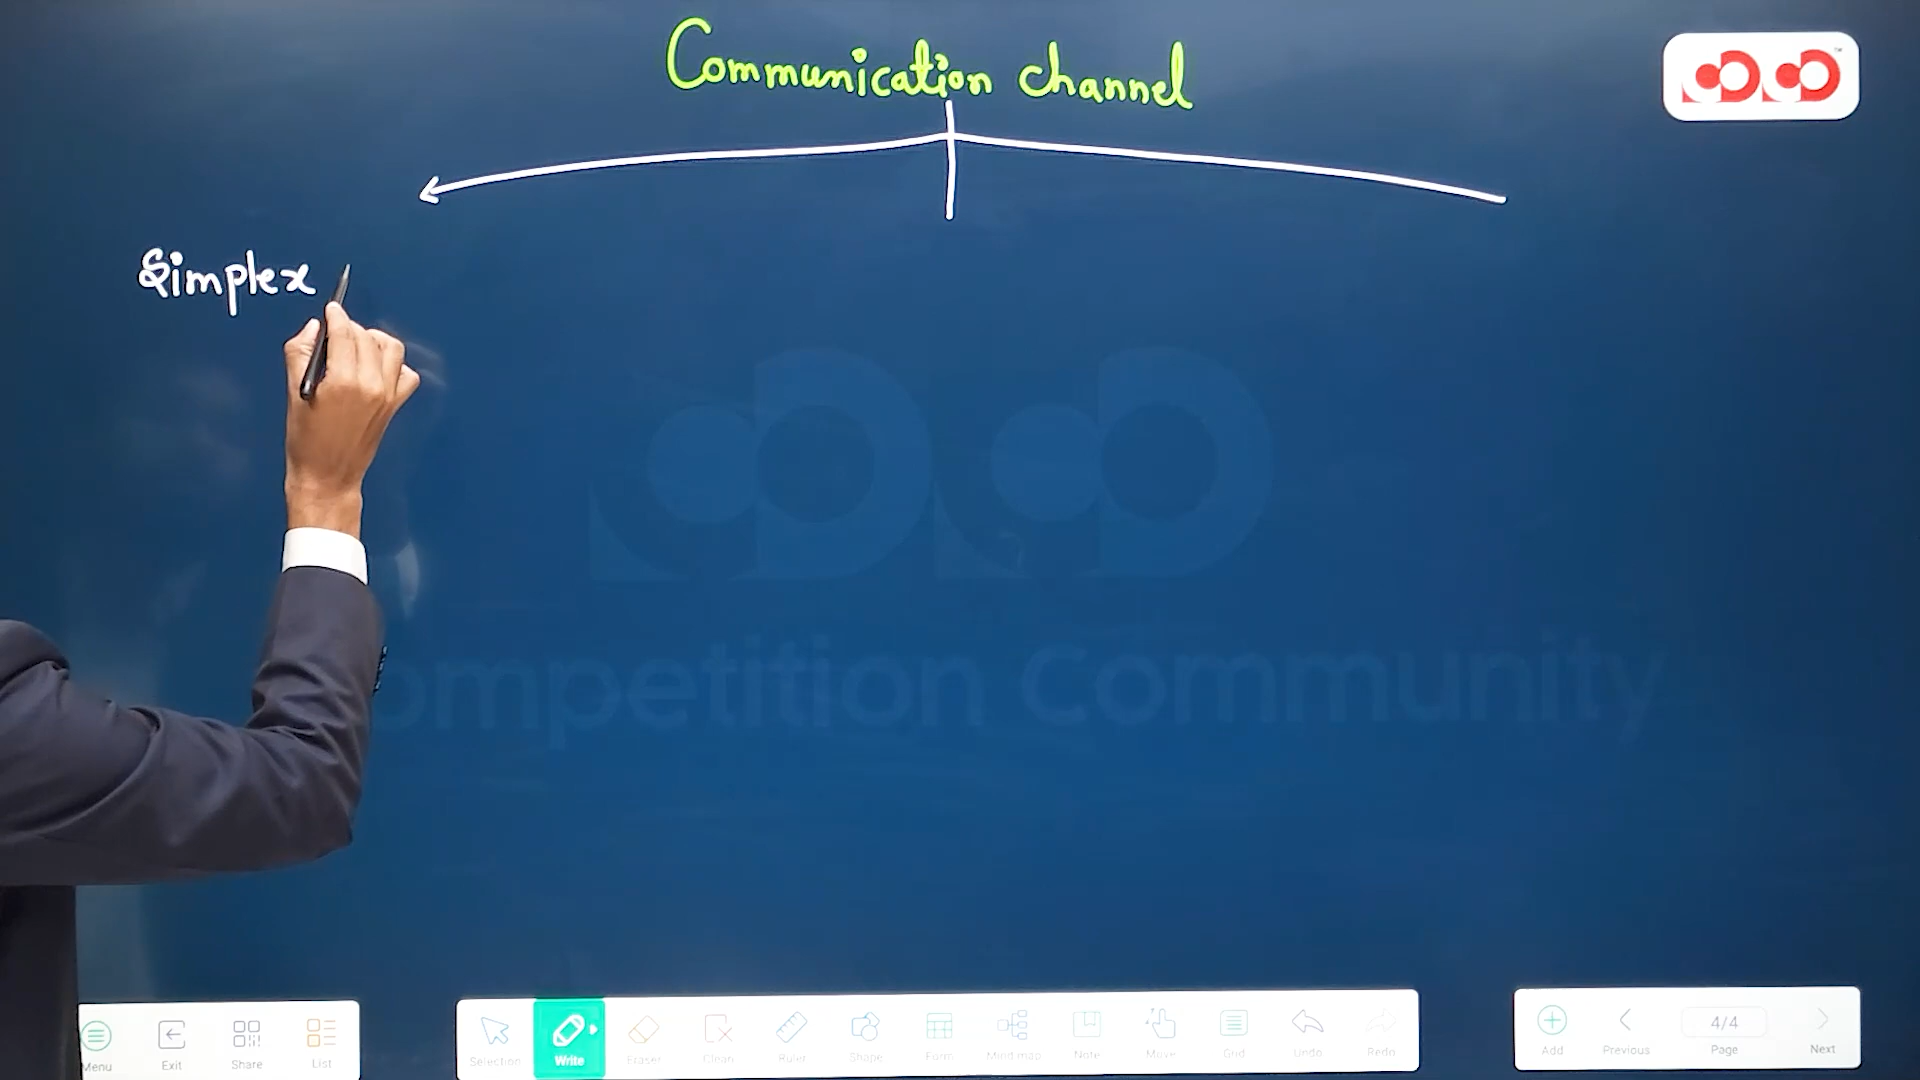 Communication channel
Simplex
ompetition Community
Menu
Exit
Share
List
Selection
Write
Eraser
Clean
Ruler
Shape
Form
Mind map
Note
Move
Grid
Undo
Redo
Add
Previous
4/4
Page
Next